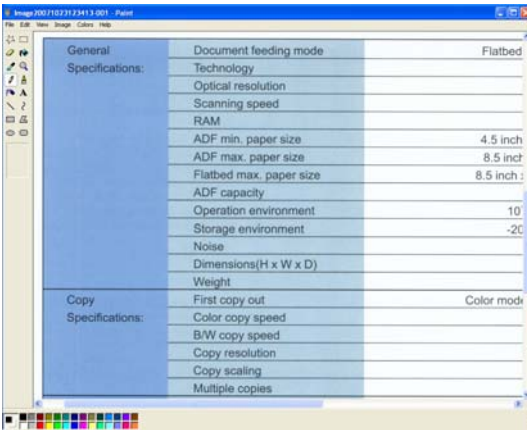 Image20071023123413-001 - Paint
File Edit View Image Colors Help
General Document feeding mode Flatbed
Specifications: Technology
Optical resolution
Scanning speed
RAM
ADF min. paper size 4.5 inch
ADF max. paper size 8.5 inch
Flatbed max. paper size 8.5 inch
ADF capacity
Operation environment 10
Storage environment -20
Noise
Dimensions(H x W x D)
Weight
Copy First copy out Color mode
Specifications: Color copy speed
B/W copy speed
Copy resolution
Copy scaling
Multiple copies